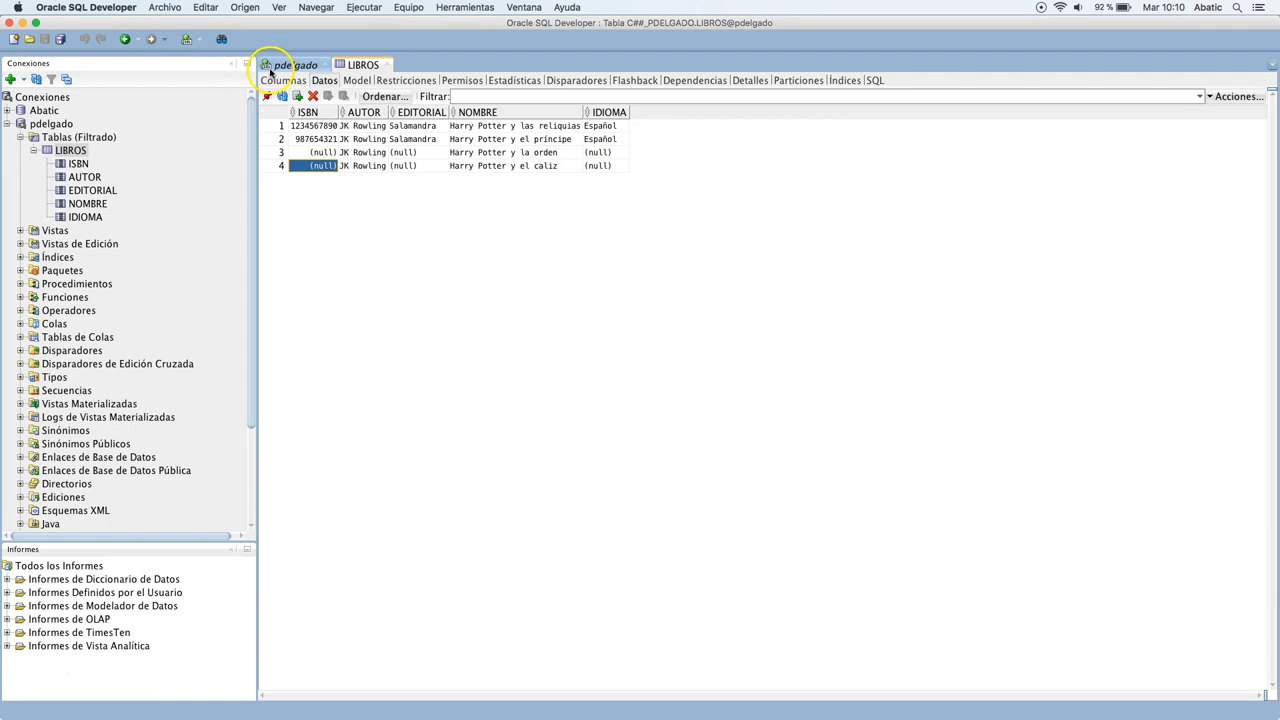 Oracle SQL Developer Archivo Editar Origen Ver Navegar Ejecutar Equipo Herramientas Ventana Ayuda 92 % Mar 10:10 Abatic
Oracle SQL Developer : Tabla C##_PDELGADO.LIBROS@pdelgado
Conexiones
Conexiones
Abatic
pdelgado
Tablas (Filtrado)
LIBROS
ISBN
AUTOR
EDITORIAL
NOMBRE
IDIOMA
Vistas
Vistas de Edición
Índices
Paquetes
Procedimientos
Funciones
Operadores
Colas
Tablas de Colas
Disparadores
Disparadores de Edición Cruzada
Tipos
Secuencias
Vistas Materializadas
Logs de Vistas Materializadas
Sinónimos
Sinónimos Públicos
Enlaces de Base de Datos
Enlaces de Base de Datos Pública
Directorios
Ediciones
Esquemas XML
Java
Informes
Todos los Informes
Informes de Diccionario de Datos
Informes Definidos por el Usuario
Informes de Modelador de Datos
Informes de OLAP
Informes de TimesTen
Informes de Vista Analítica
pdelgado LIBROS
Columnas Datos Model Restricciones Permisos Estadísticas Disparadores Flashback Dependencias Detalles Particiones Índices SQL
Ordenar... Filtrar: Acciones...
ISBN AUTOR EDITORIAL NOMBRE IDIOMA
1 1234567890 JK Rowling Salamandra Harry Potter y las reliquias Español
2 987654321 JK Rowling Salamandra Harry Potter y el príncipe Español
3 (null) JK Rowling (null) Harry Potter y la orden (null)
4 (null) JK Rowling (null) Harry Potter y el caliz (null)